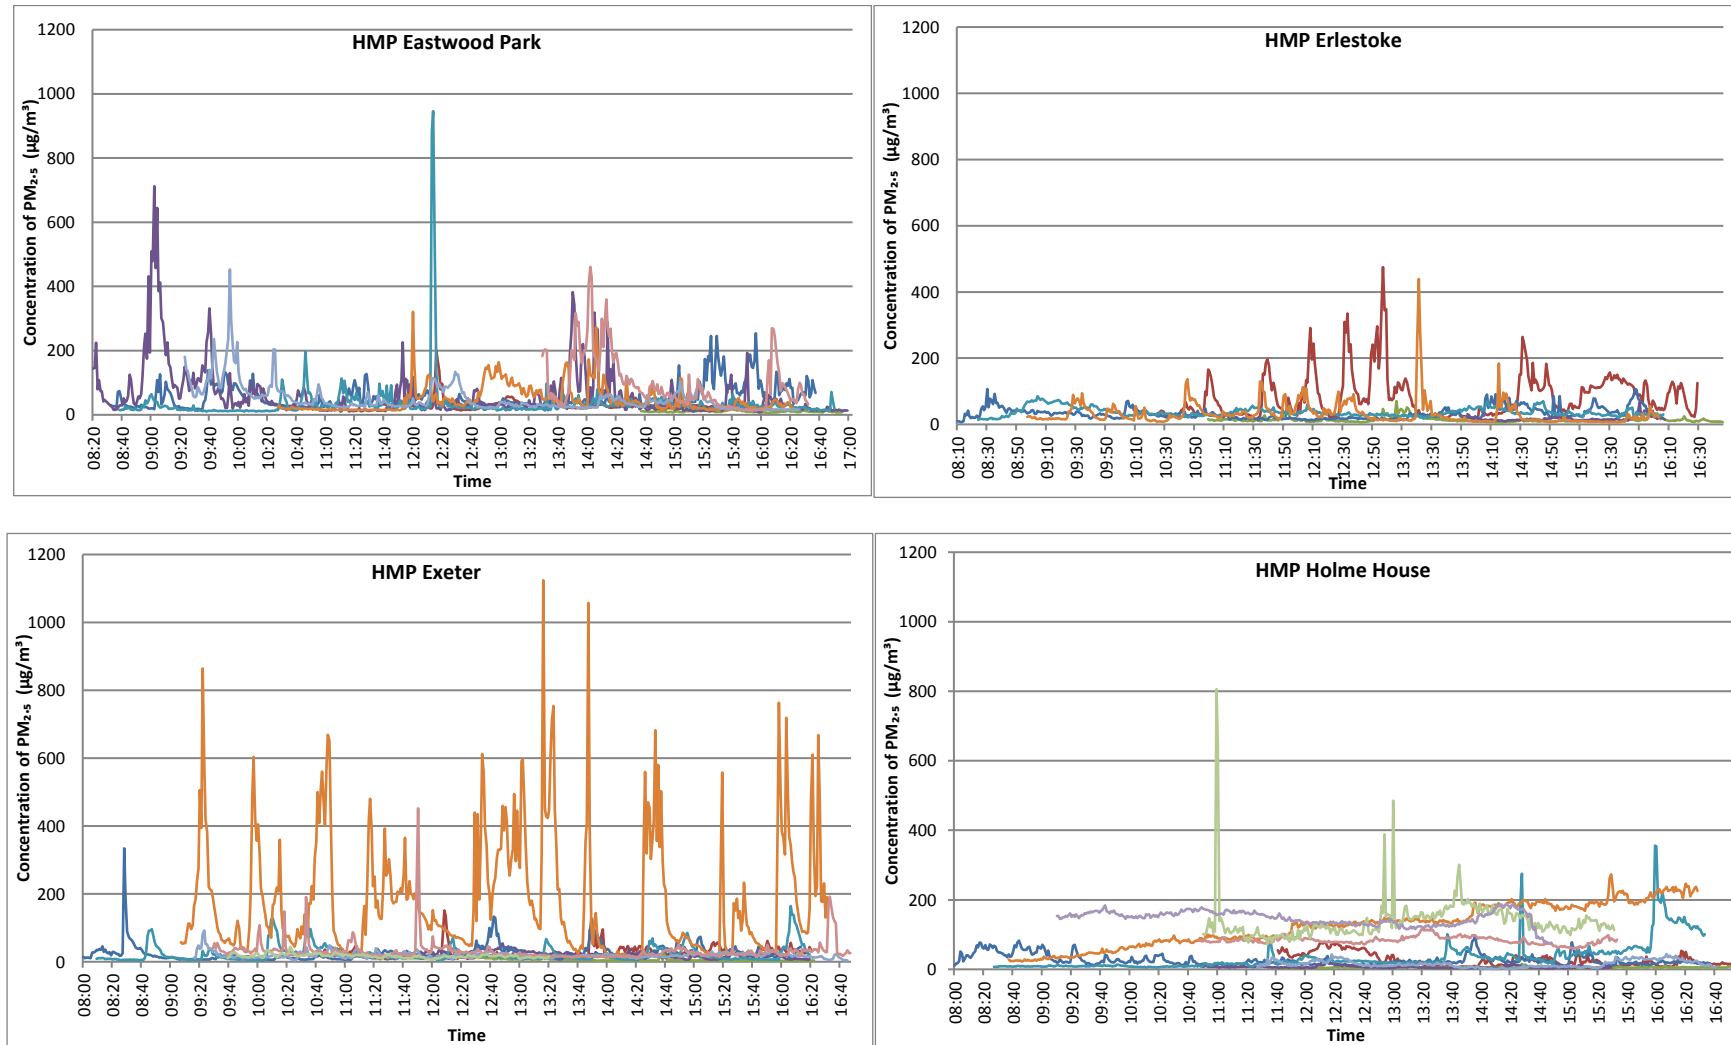 HMP Eastwood Park
Concentration of PM₂.₅ (µg/m³)
1200
1000
800
600
400
200
0
08:20 08:40 09:00 09:20 09:40 10:00 10:20 10:40 11:00 11:20 11:40 12:00 12:20 12:40 13:00 13:20 13:40 14:00 14:20 14:40 15:00 15:20 15:40 16:00 16:20 16:40 17:00
Time
HMP Erlestoke
Concentration of PM₂.₅ (µg/m³)
1200
1000
800
600
400
200
0
08:10 08:30 08:50 09:10 09:30 09:50 10:10 10:30 10:50 11:10 11:30 11:50 12:10 12:30 12:50 13:10 13:30 13:50 14:10 14:30 14:50 15:10 15:30 15:50 16:10 16:30
Time
HMP Exeter
Concentration of PM₂.₅ (µg/m³)
1200
1000
800
600
400
200
0
08:00 08:20 08:40 09:00 09:20 09:40 10:00 10:20 10:40 11:00 11:20 11:40 12:00 12:20 12:40 13:00 13:20 13:40 14:00 14:20 14:40 15:00 15:20 15:40 16:00 16:20 16:40
Time
HMP Holme House
Concentration of PM₂.₅ (µg/m³)
1200
1000
800
600
400
200
0
08:00 08:20 08:40 09:00 09:20 09:40 10:00 10:20 10:40 11:00 11:20 11:40 12:00 12:20 12:40 13:00 13:20 13:40 14:00 14:20 14:40 15:00 15:20 15:40 16:00 16:20 16:40
Time